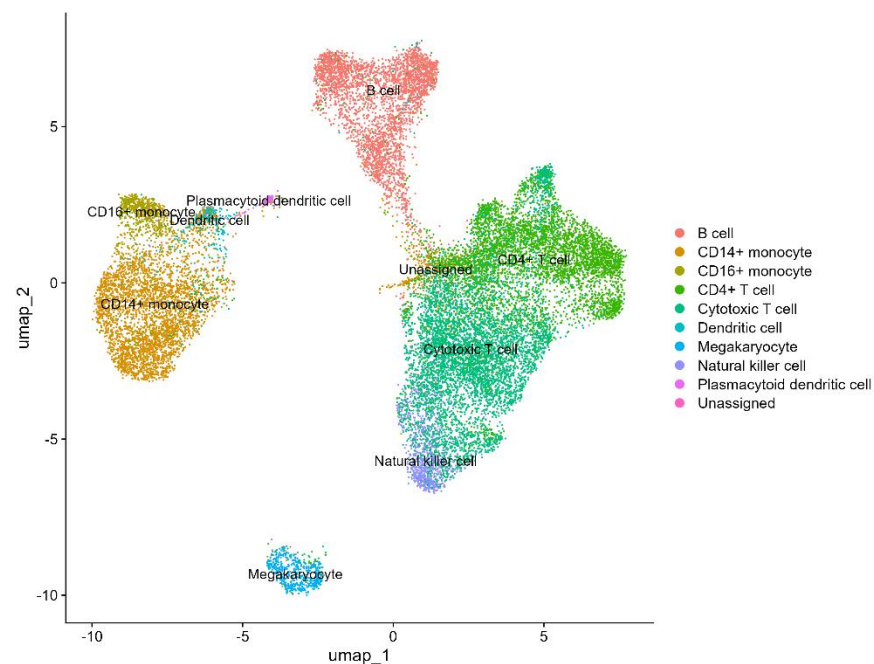 B cell
5
Plasmacytoid dendritic cell
CD16+ monocyte
Dendritic cell
CD4+ T cell
Unassigned
0
CD14+ monocyte
umap_2
Cytotoxic T cell
-5
Natural killer cell
Megakaryocyte
-10
-10
-5
0
5
umap_1
B cell
CD14+ monocyte
CD16+ monocyte
CD4+ T cell
Cytotoxic T cell
Dendritic cell
Megakaryocyte
Natural killer cell
Plasmacytoid dendritic cell
Unassigned